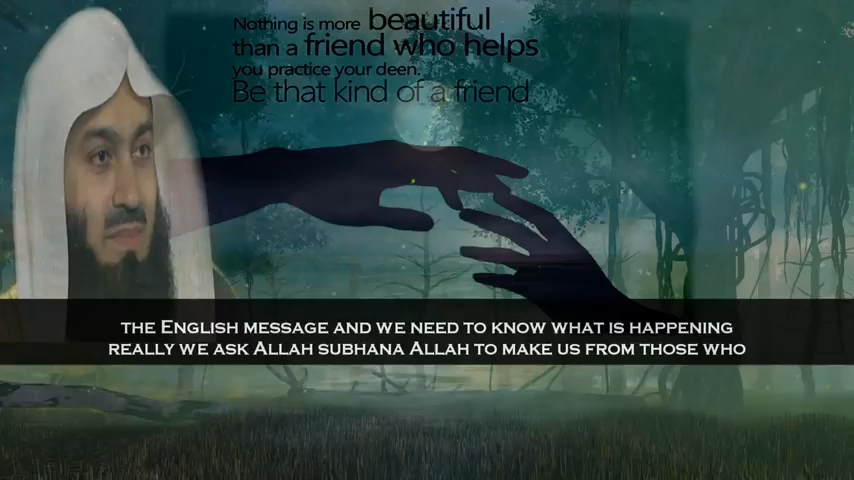 Nothing is more beautiful
than a friend who helps
you practice your deen.
Be that kind of a friend
the English message and we need to know what is happening
really we ask Allah subhana Allah to make us from those who